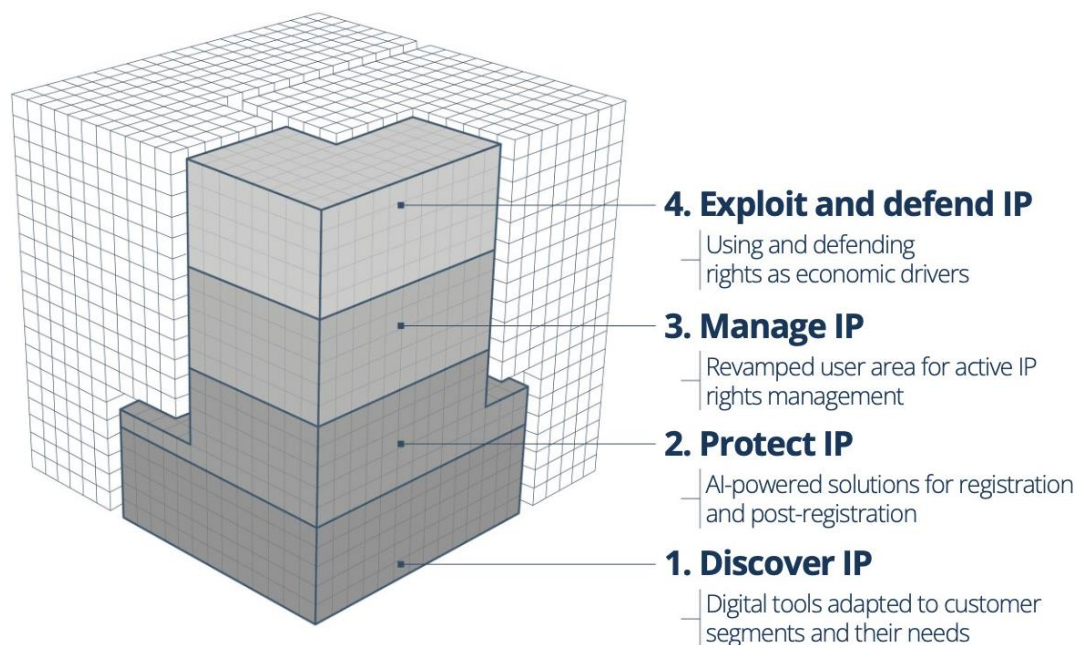 4. Exploit and defend IP
Using and defending
rights as economic drivers
3. Manage IP
Revamped user area for active IP
rights management
2. Protect IP
AI-powered solutions for registration
and post-registration
1. Discover IP
Digital tools adapted to customer
segments and their needs